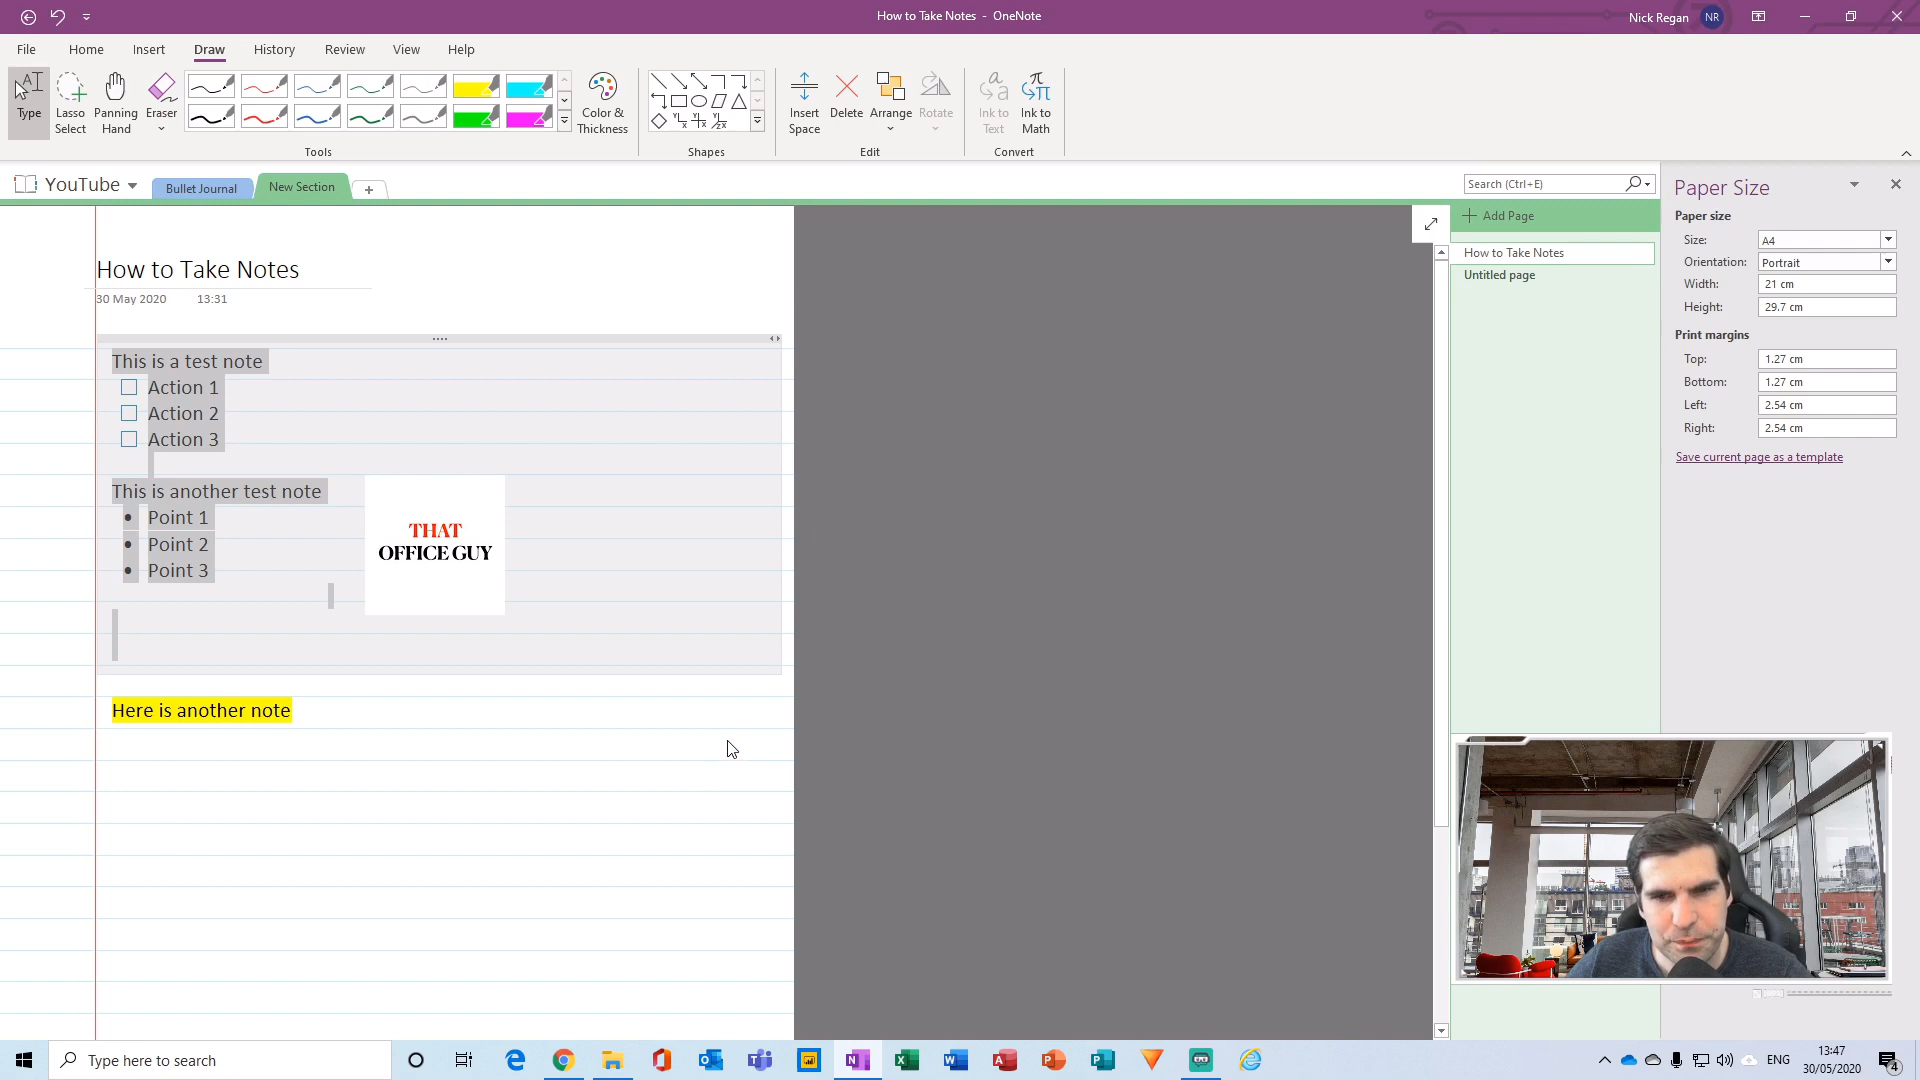 How to Take Notes - OneNote
Nick Regan NR
File Home Insert Draw History Review View Help
Type
Lasso Select
Panning Hand
Eraser
Color & Thickness
Insert Space
Delete
Arrange
Rotate
Ink to Text
Ink to Math
Tools
Shapes
Edit
Convert
YouTube
Bullet Journal
New Section
Search (Ctrl+E)
Add Page
How to Take Notes
Untitled page
How to Take Notes
30 May 2020 13:31
This is a test note
Action 1
Action 2
Action 3
This is another test note
• Point 1
• Point 2
• Point 3
THAT
OFFICE GUY
Here is another note
Paper Size
Paper size
Size: A4
Orientation: Portrait
Width: 21 cm
Height: 29.7 cm
Print margins
Top: 1.27 cm
Bottom: 1.27 cm
Left: 2.54 cm
Right: 2.54 cm
Save current page as a template
Type here to search
ENG
13:47
30/05/2020
4